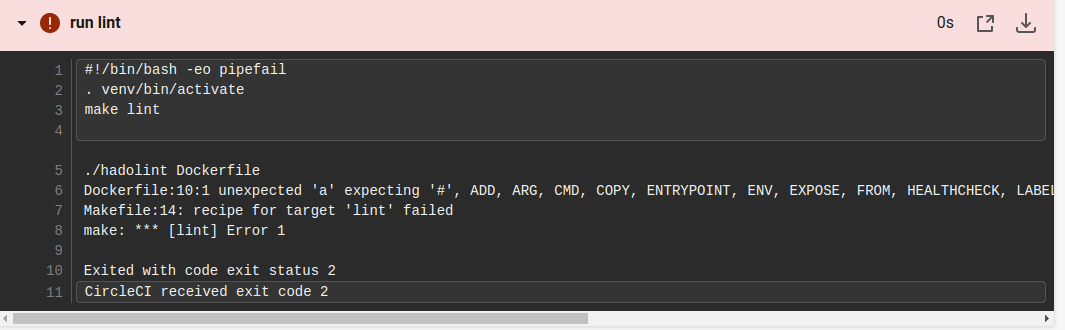 run lint
0s
1 #!/bin/bash -eo pipefail
2 . venv/bin/activate
3 make lint
4
5 ./hadolint Dockerfile
6 Dockerfile:10:1 unexpected 'a' expecting '#', ADD, ARG, CMD, COPY, ENTRYPOINT, ENV, EXPOSE, FROM, HEALTHCHECK, LABEL
7 Makefile:14: recipe for target 'lint' failed
8 make: *** [lint] Error 1
9
10 Exited with code exit status 2
11 CircleCI received exit code 2